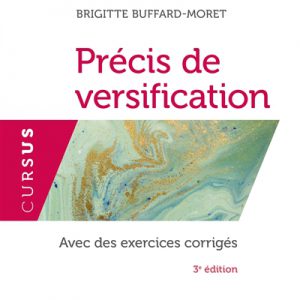 BRIGITTE BUFFARD-MORET
Précis de
versification
CURSUS
Avec des exercices corrigés
3e édition